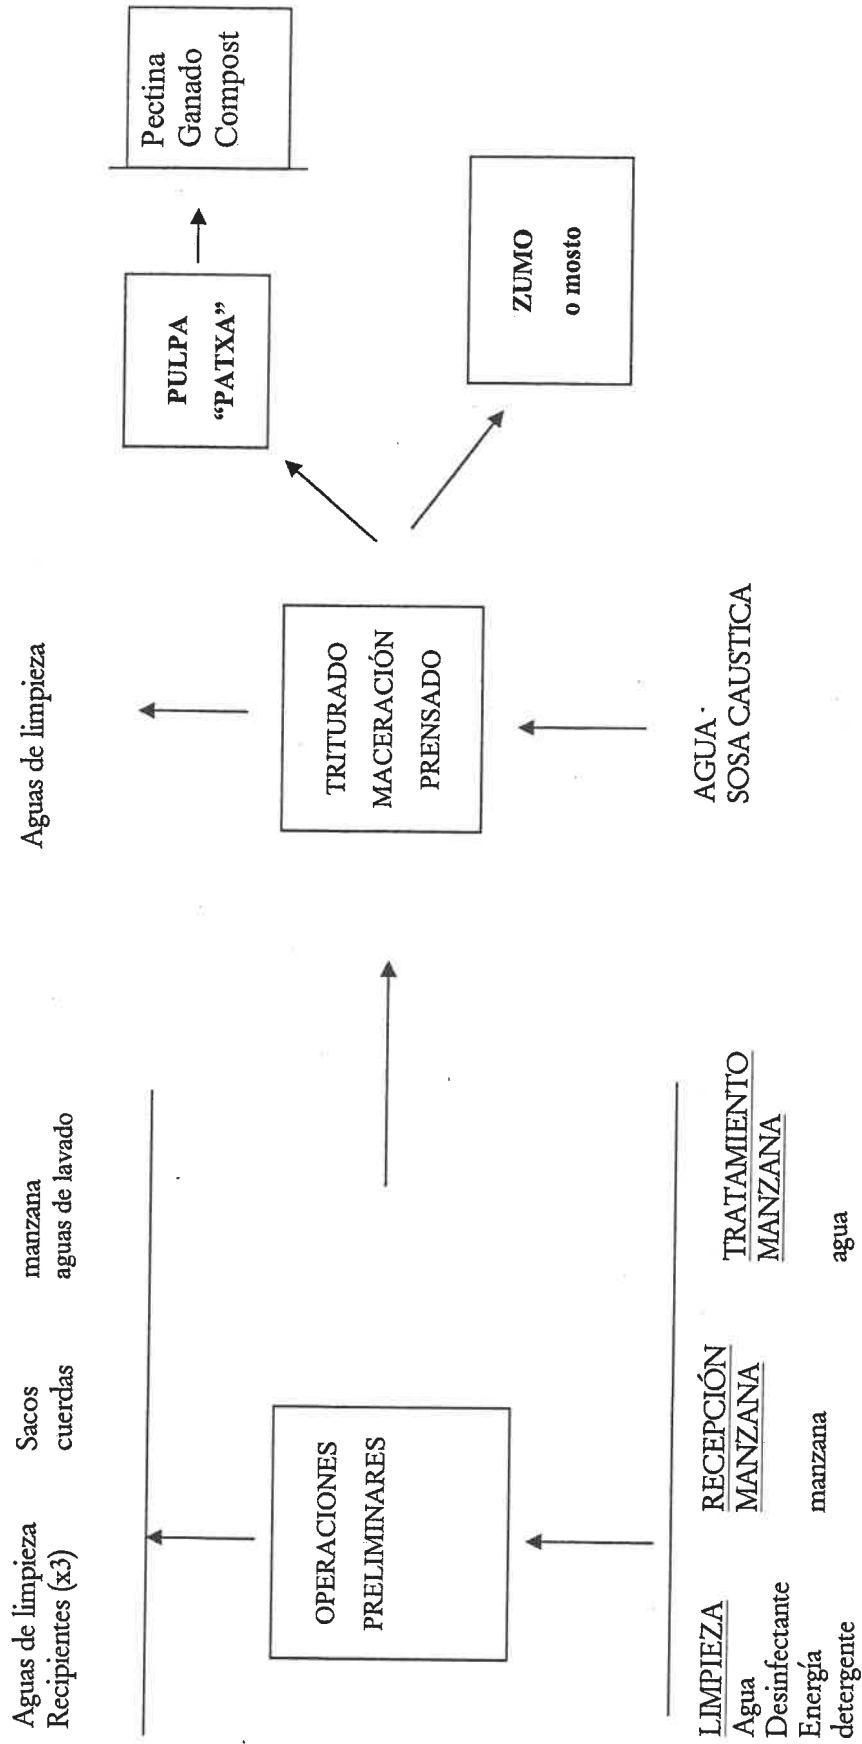 Aguas de limpieza
Recipientes (x3)
Sacos
cuerdas
manzana
aguas de lavado
Aguas de limpieza
OPERACIONES
PRELIMINARES
TRITURADO
MACERACIÓN
PRENSADO
PULPA
“PATXA”
Pectina
Ganado
Compost
ZUMO
o mosto
LIMPIEZA
Agua
Desinfectante
Energía
detergente
RECEPCIÓN
MANZANA
manzana
TRATAMIENTO
MANZANA
agua
AGUA
SOSA CAUSTICA